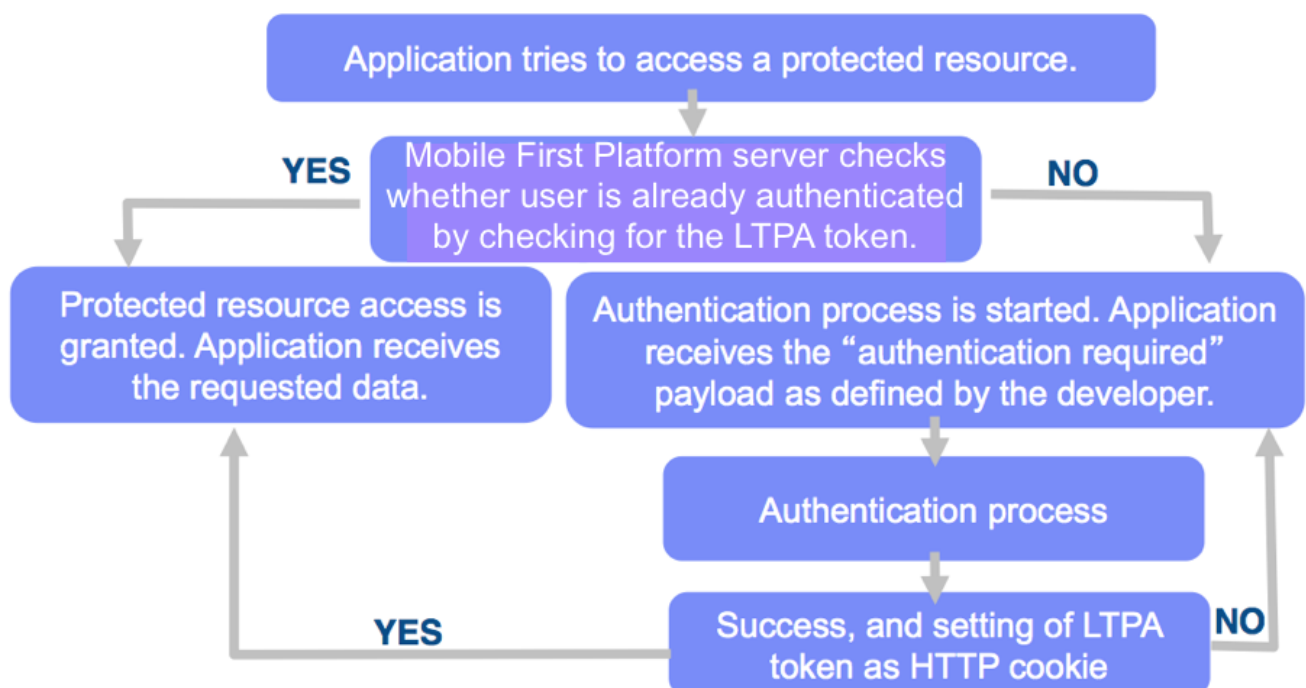 Application tries to access a protected resource.
YES
Mobile First Platform server checks
whether user is already authenticated
by checking for the LTPA token.
NO
Protected resource access is
granted. Application receives
the requested data.
Authentication process is started. Application
receives the “authentication required”
payload as defined by the developer.
Authentication process
YES
Success, and setting of LTPA
token as HTTP cookie
NO